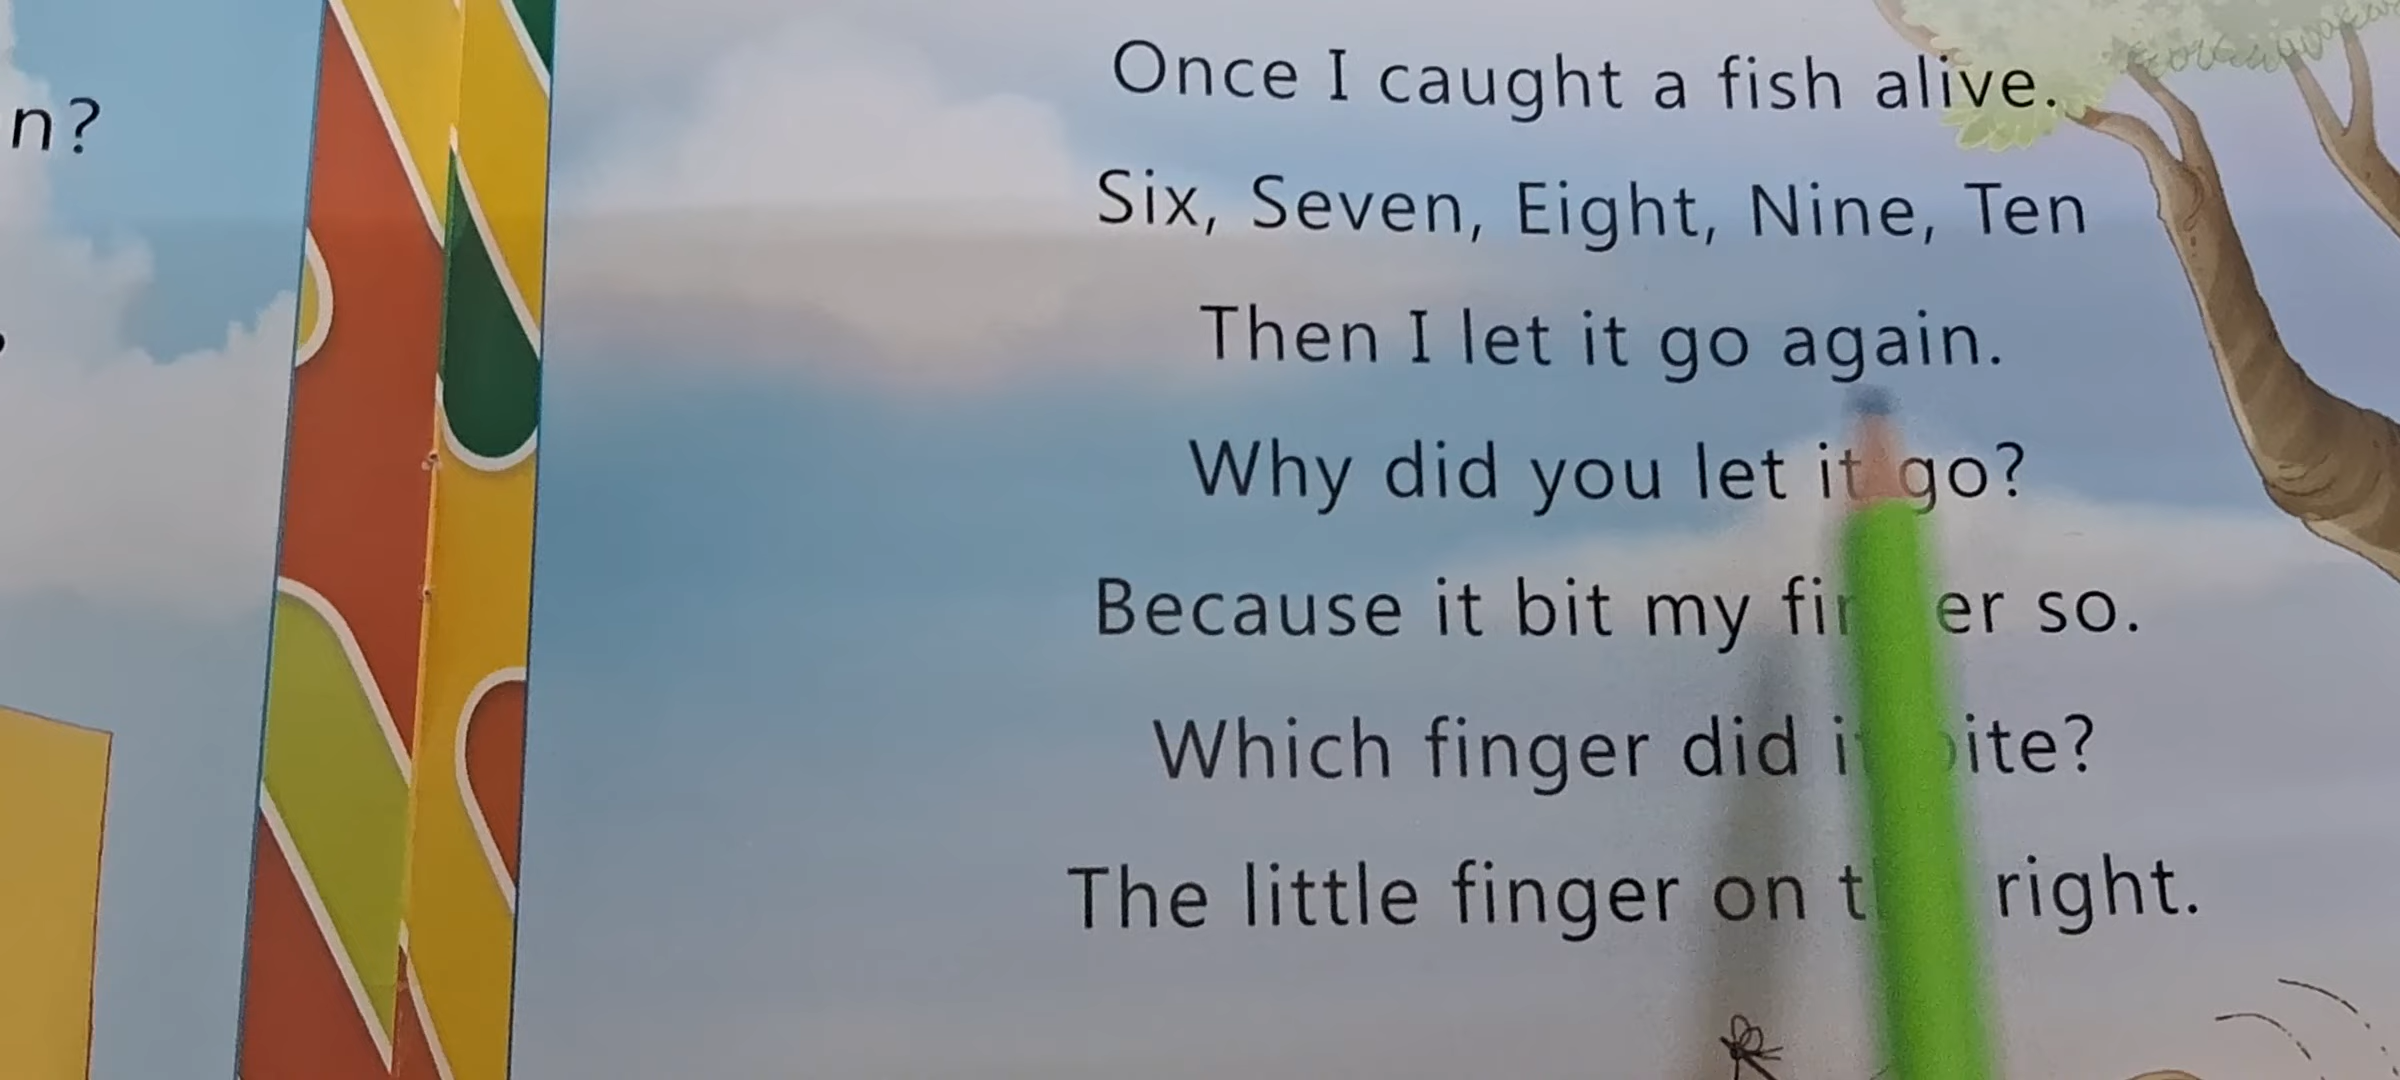 n?
Once I caught a fish alive.
Six, Seven, Eight, Nine, Ten
Then I let it go again.
Why did you let it go?
Because it bit my so.
Which finger did
The little finger on right.